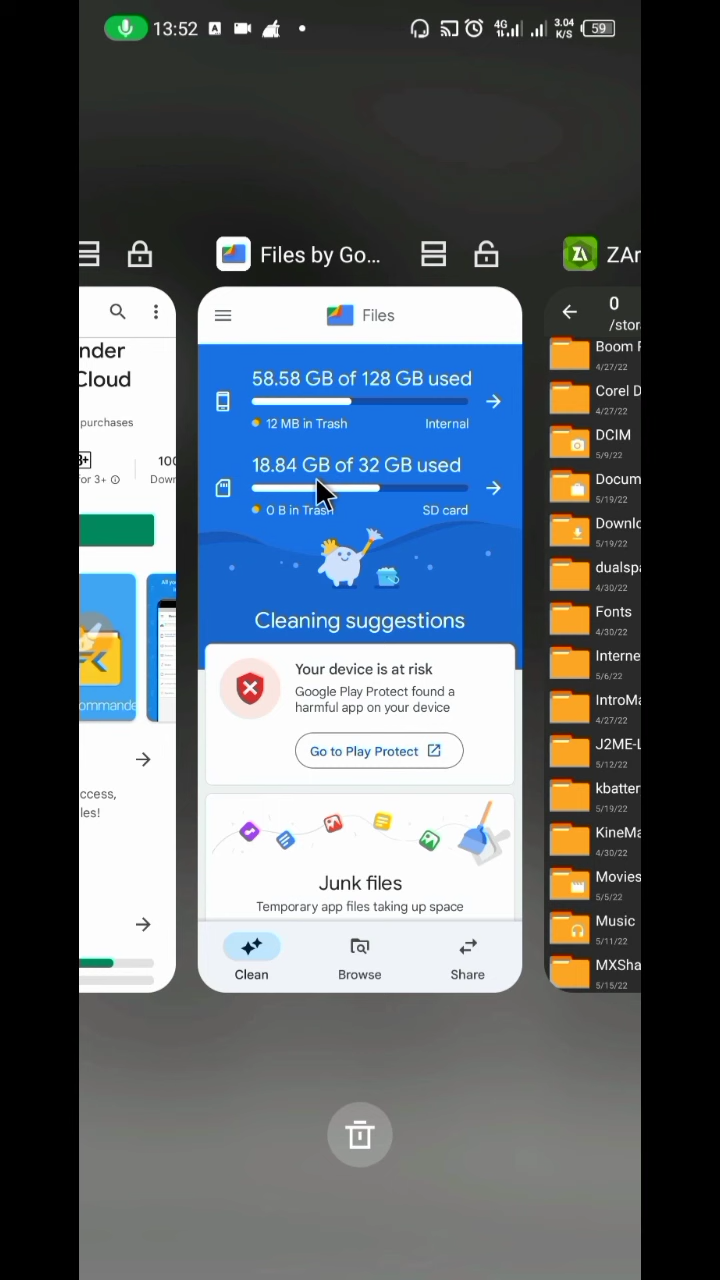 13:52
4G
3.04
K/S
59
Files by Go...
ZAr
nder
Cloud
purchases
3+
for 3+
100
Down
ommande
ccess,
les!
Files
58.58 GB of 128 GB used
12 MB in Trash
Internal
18.84 GB of 32 GB used
0 B in Trash
SD card
Cleaning suggestions
Your device is at risk
Google Play Protect found a
harmful app on your device
Go to Play Protect
Junk files
Temporary app files taking up space
Clean
Browse
Share
0
/stor
Boom F
4/27/22
Corel D
4/27/22
DCIM
5/9/22
Docum
5/19/22
Downlo
5/19/22
dualspa
4/30/22
Fonts
4/30/22
Interne
5/6/22
IntroMa
4/27/22
J2ME-L
5/12/22
kbatter
5/19/22
KineMa
4/30/22
Movies
5/5/22
Music
5/11/22
MXSha
5/15/22